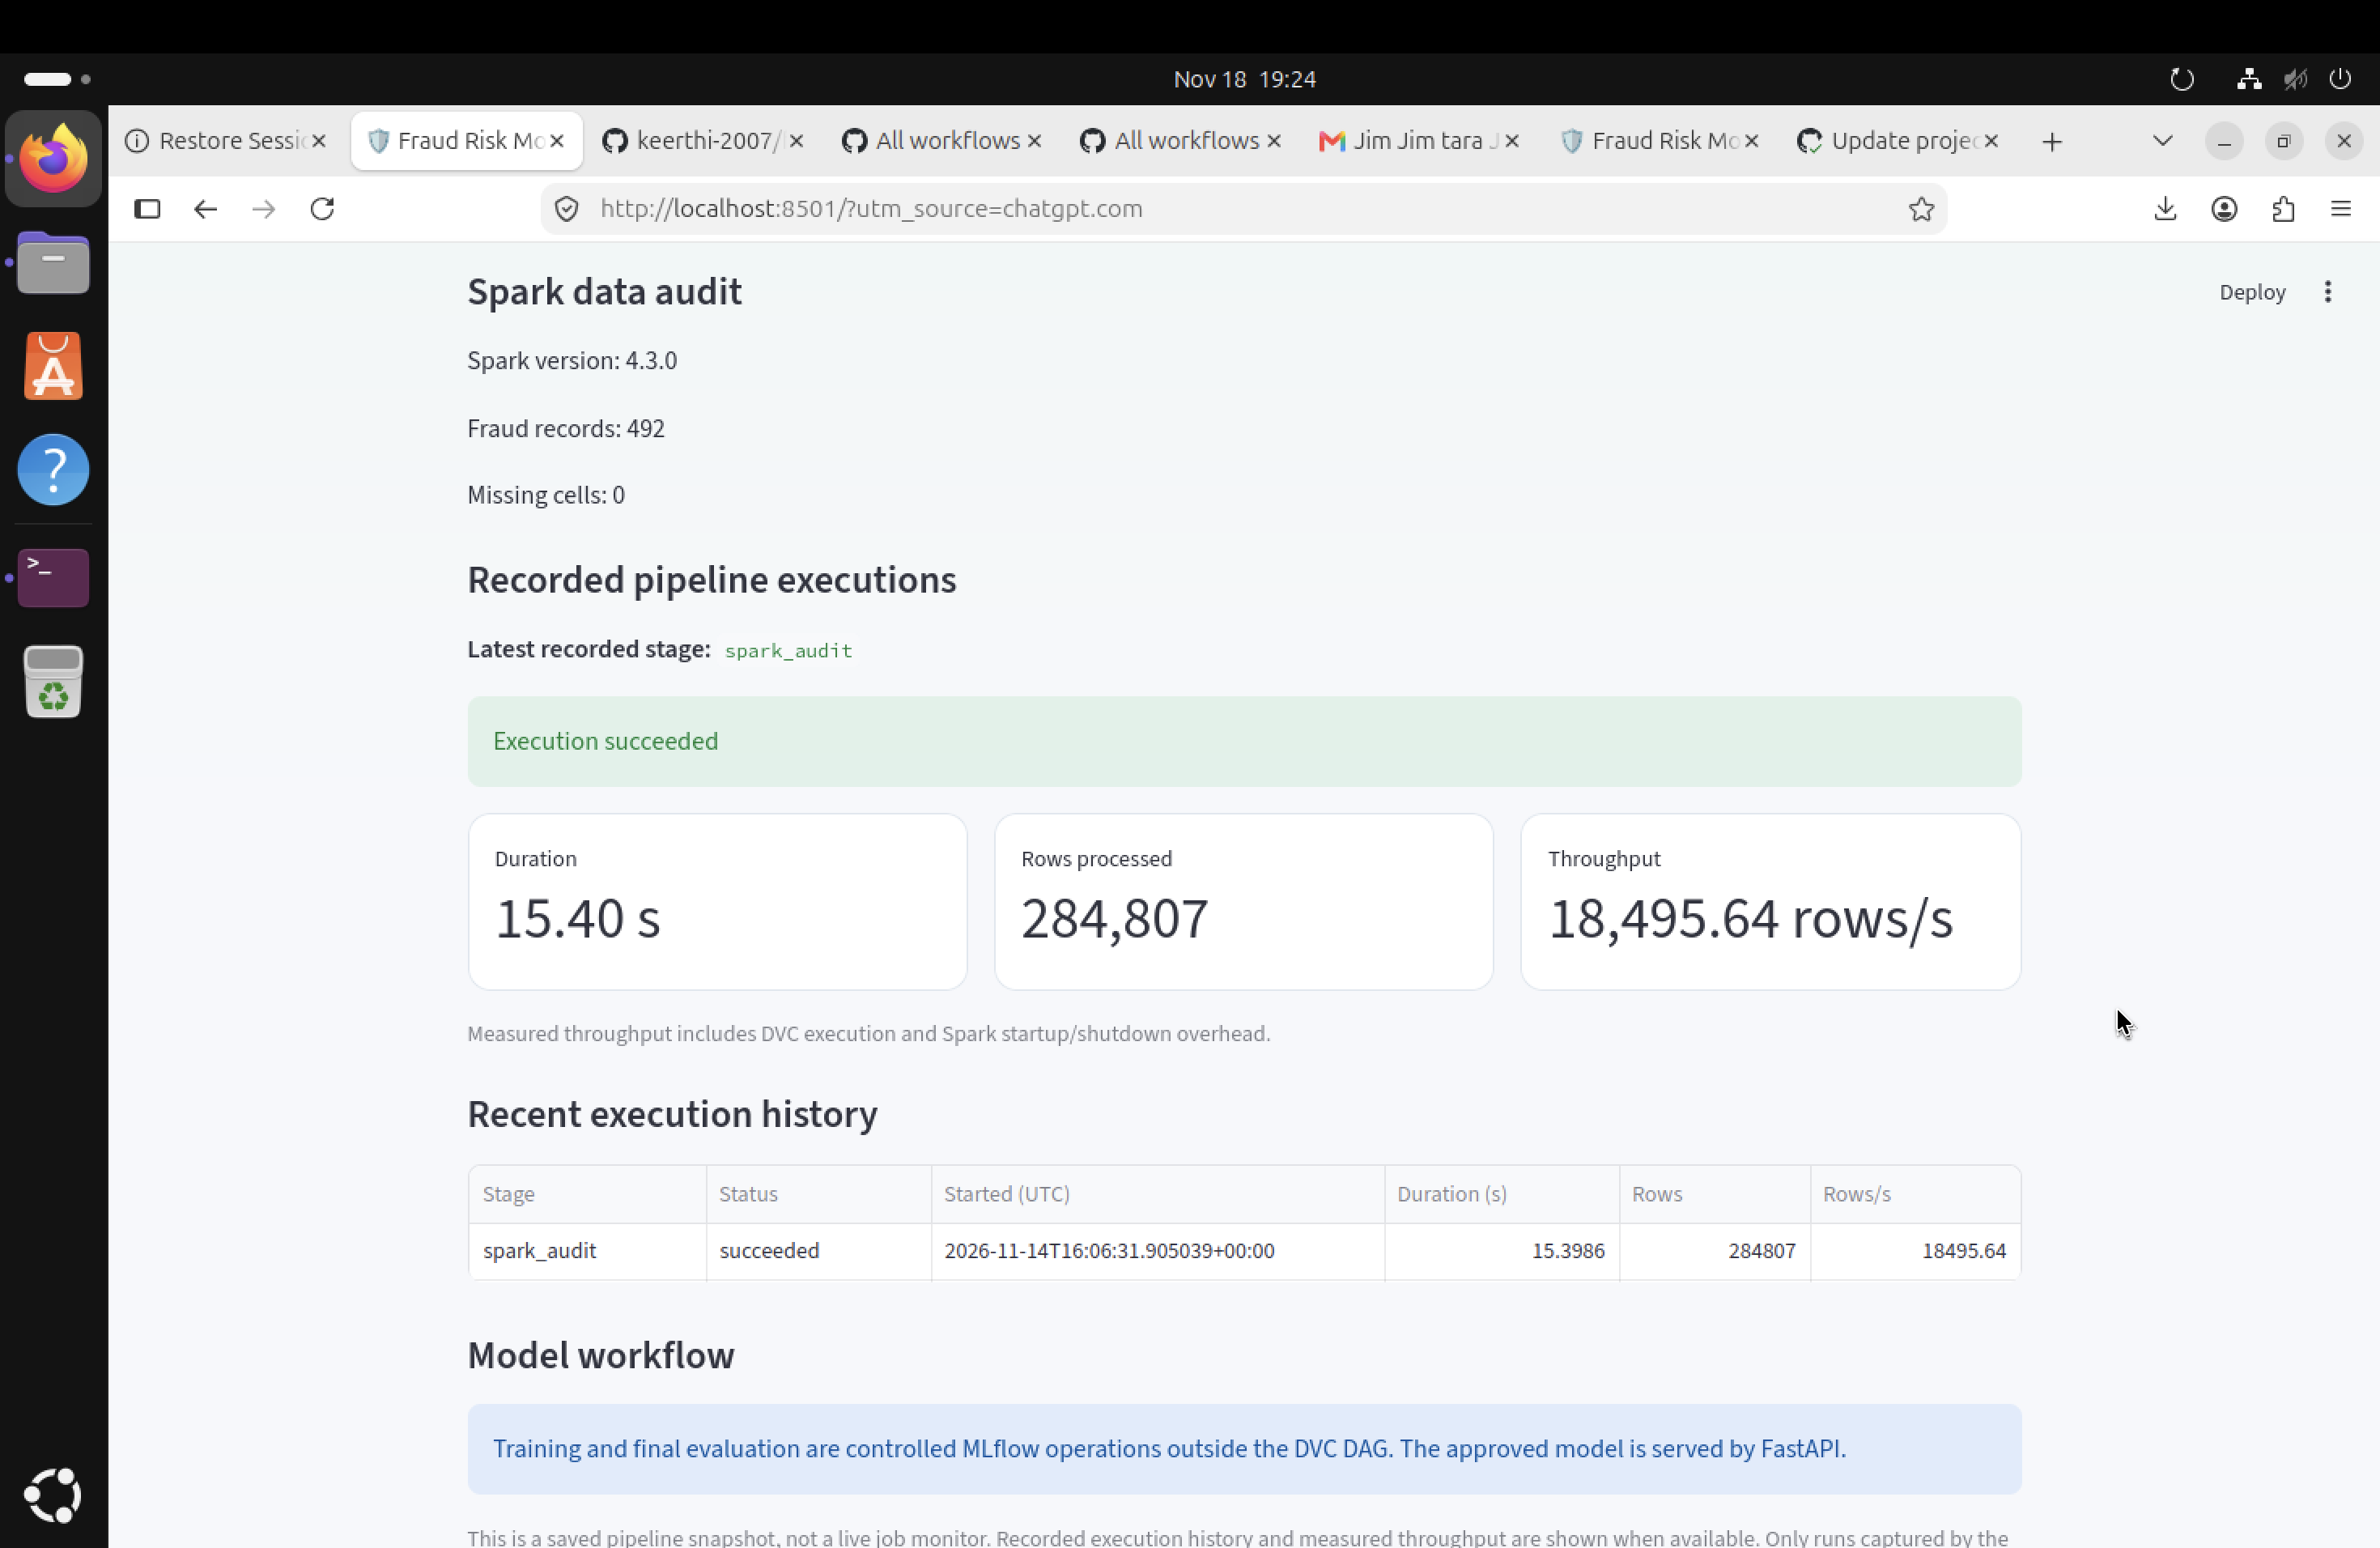 Nov 18 19:24
Restore Sessi
Fraud Risk Mo
keerthi-2007/
All workflows
All workflows
Jim Jim tara J
Fraud Risk Mo
Update projec
http://localhost:8501/?utm_source=chatgpt.com
Deploy
Spark data audit
Spark version: 4.3.0
Fraud records: 492
Missing cells: 0
Recorded pipeline executions
Latest recorded stage: spark_audit
Execution succeeded
Duration
15.40 s
Rows processed
284,807
Throughput
18,495.64 rows/s
Measured throughput includes DVC execution and Spark startup/shutdown overhead.
Recent execution history
Stage Status Started (UTC) Duration (s) Rows Rows/s
spark_audit succeeded 2026-11-14T16:06:31.905039+00:00 15.3986 284807 18495.64
Model workflow
Training and final evaluation are controlled MLflow operations outside the DVC DAG. The approved model is served by FastAPI.
This is a saved pipeline snapshot, not a live job monitor. Recorded execution history and measured throughput are shown when available. Only runs captured by the